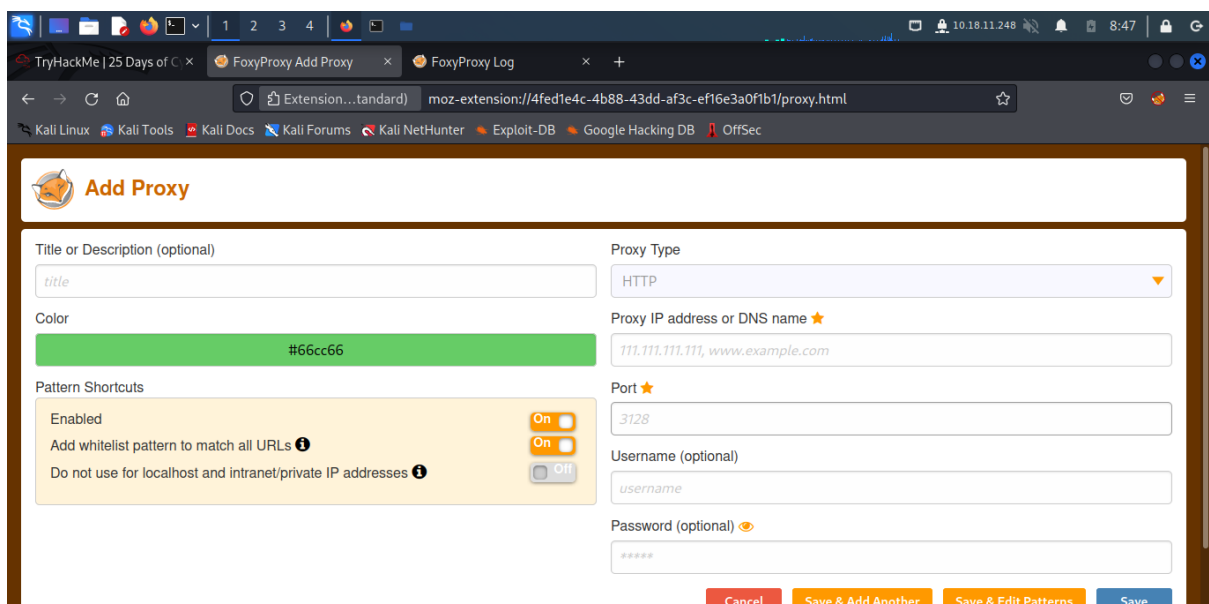 1 2 3 4 10.18.11.248 8:47
TryHackMe | 25 Days of C × FoxyProxy Add Proxy × FoxyProxy Log × +
Extension...tandard) moz-extension://4fed1e4c-4b88-43dd-af3c-ef16e3a0f1b1/proxy.html
Kali Linux Kali Tools Kali Docs Kali Forums Kali NetHunter Exploit-DB Google Hacking DB OffSec
Add Proxy
Title or Description (optional)
title
Color
#66cc66
Pattern Shortcuts
Enabled On
Add whitelist pattern to match all URLs On
Do not use for localhost and intranet/private IP addresses Off
Proxy Type
HTTP
Proxy IP address or DNS name
111.111.111.111, www.example.com
Port
3128
Username (optional)
username
Password (optional)
*****
Cancel Save & Add Another Save & Edit Patterns Save